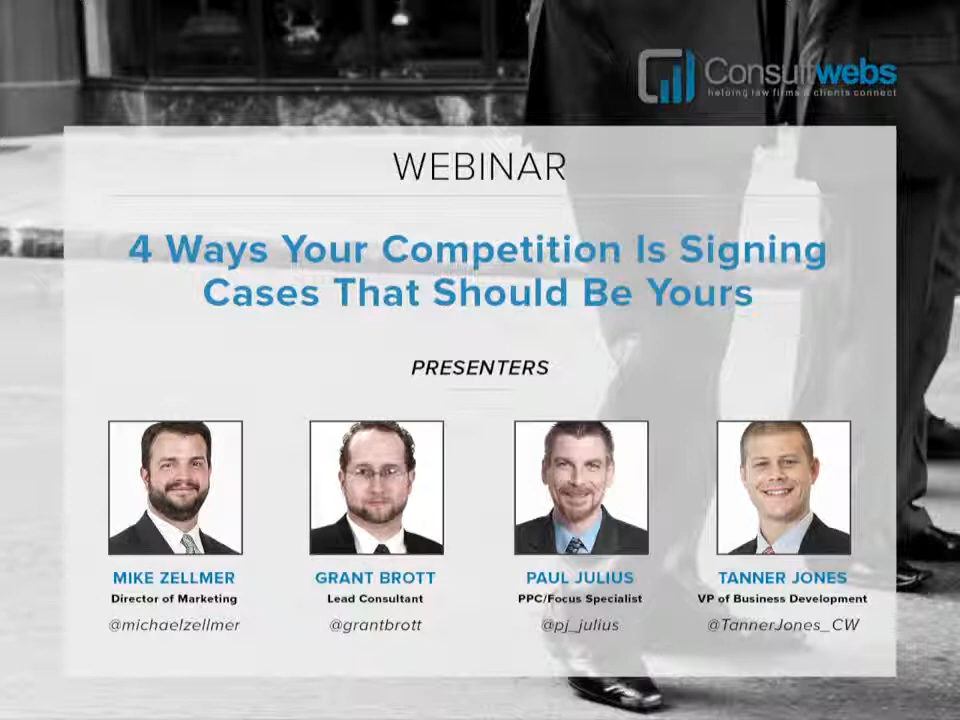 Consultwebs
helping law firms & clients connect
WEBINAR
4 Ways Your Competition Is Signing
Cases That Should Be Yours
PRESENTERS
MIKE ZELLMER
Director of Marketing
@michaelzellmer
GRANT BROTT
Lead Consultant
@grantbrott
PAUL JULIUS
PPC/Focus Specialist
@pj_julius
TANNER JONES
VP of Business Development
@TannerJones_CW